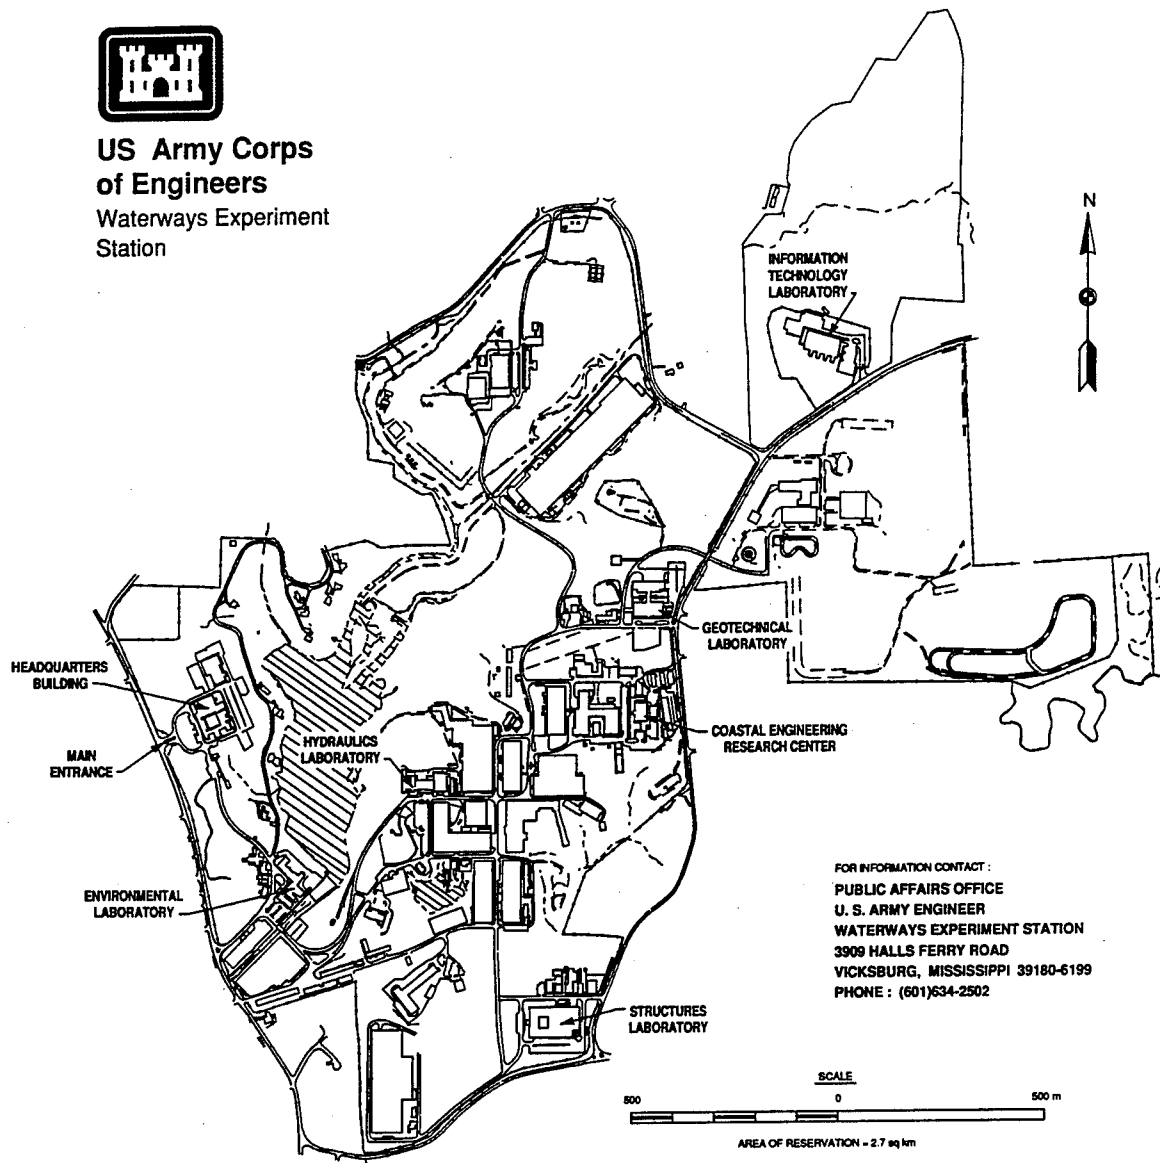 US Army Corps
of Engineers
Waterways Experiment
Station
N
INFORMATION
TECHNOLOGY
LABORATORY
GEOTECHNICAL
LABORATORY
HEADQUARTERS
BUILDING
MAIN
ENTRANCE
HYDRAULICS
LABORATORY
COASTAL ENGINEERING
RESEARCH CENTER
ENVIRONMENTAL
LABORATORY
STRUCTURES
LABORATORY
FOR INFORMATION CONTACT :
PUBLIC AFFAIRS OFFICE
U. S. ARMY ENGINEER
WATERWAYS EXPERIMENT STATION
3909 HALLS FERRY ROAD
VICKSBURG, MISSISSIPPI 39180-6199
PHONE : (601)634-2502
SCALE
500 0 500 m
AREA OF RESERVATION = 2.7 sq km